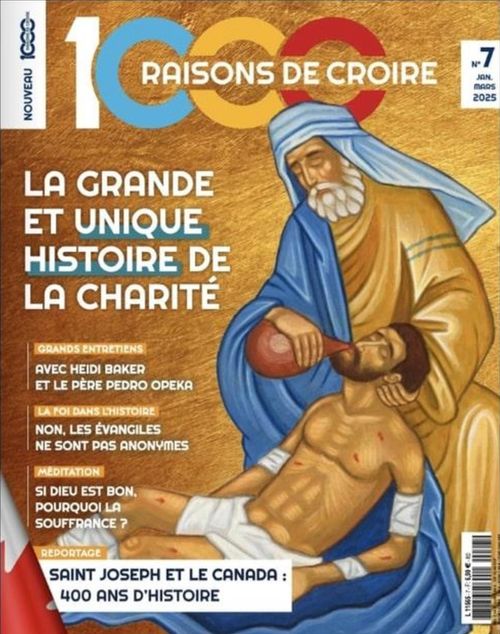 NOUVEAU 1000
1000
RAISONS DE CROIRE
N° 7
JAN.
MARS
2025
LA GRANDE
ET UNIQUE
HISTOIRE DE
LA CHARITÉ
GRANDS ENTRETIENS
AVEC HEIDI BAKER
ET LE PÈRE PEDRO OPEKA
LA FOI DANS L'HISTOIRE
NON, LES ÉVANGILES
NE SONT PAS ANONYMES
MÉDITATION
SI DIEU EST BON,
POURQUOI LA
SOUFFRANCE ?
REPORTAGE
SAINT JOSEPH ET LE CANADA :
400 ANS D'HISTOIRE